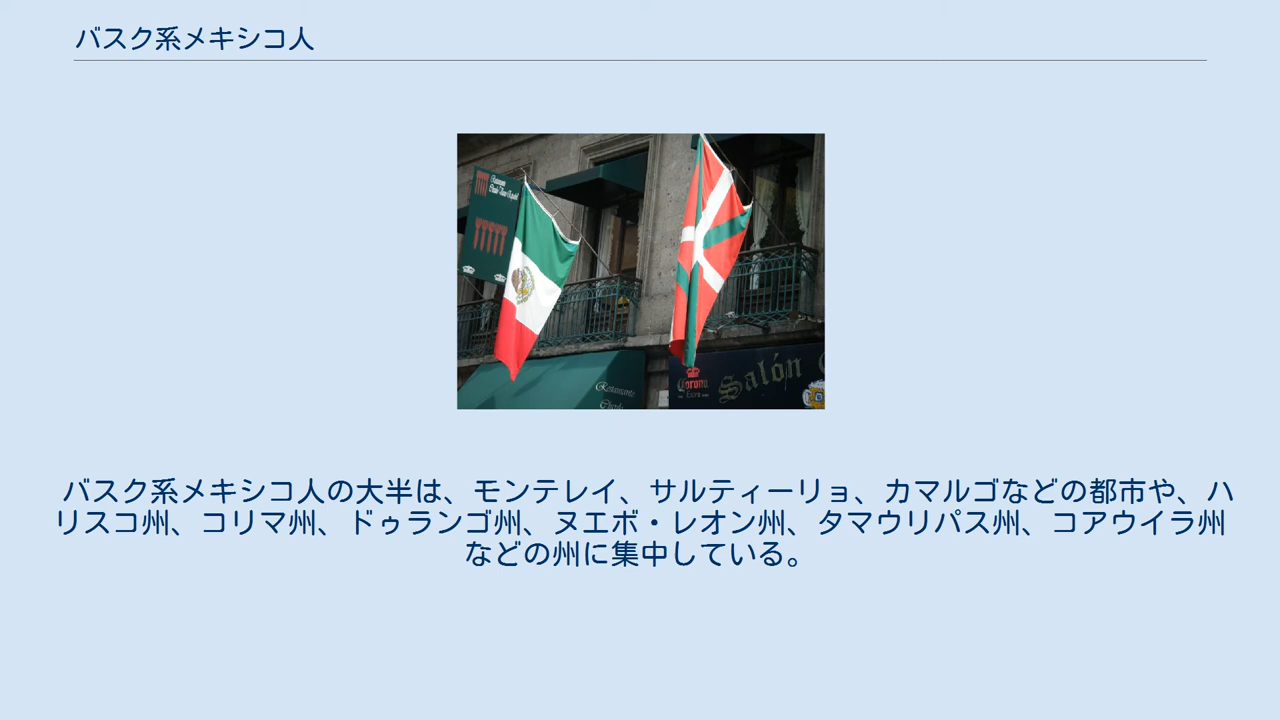 バスク系メキシコ人
Salón
Corona
Extra
バスク系メキシコ人の大半は、モンテレイ、サルティーリョ、カマルゴなどの都市や、ハ
リスコ州、コリマ州、ドゥランゴ州、ヌエボ・レオン州、タマウリパス州、コアウイラ州
などの州に集中している。